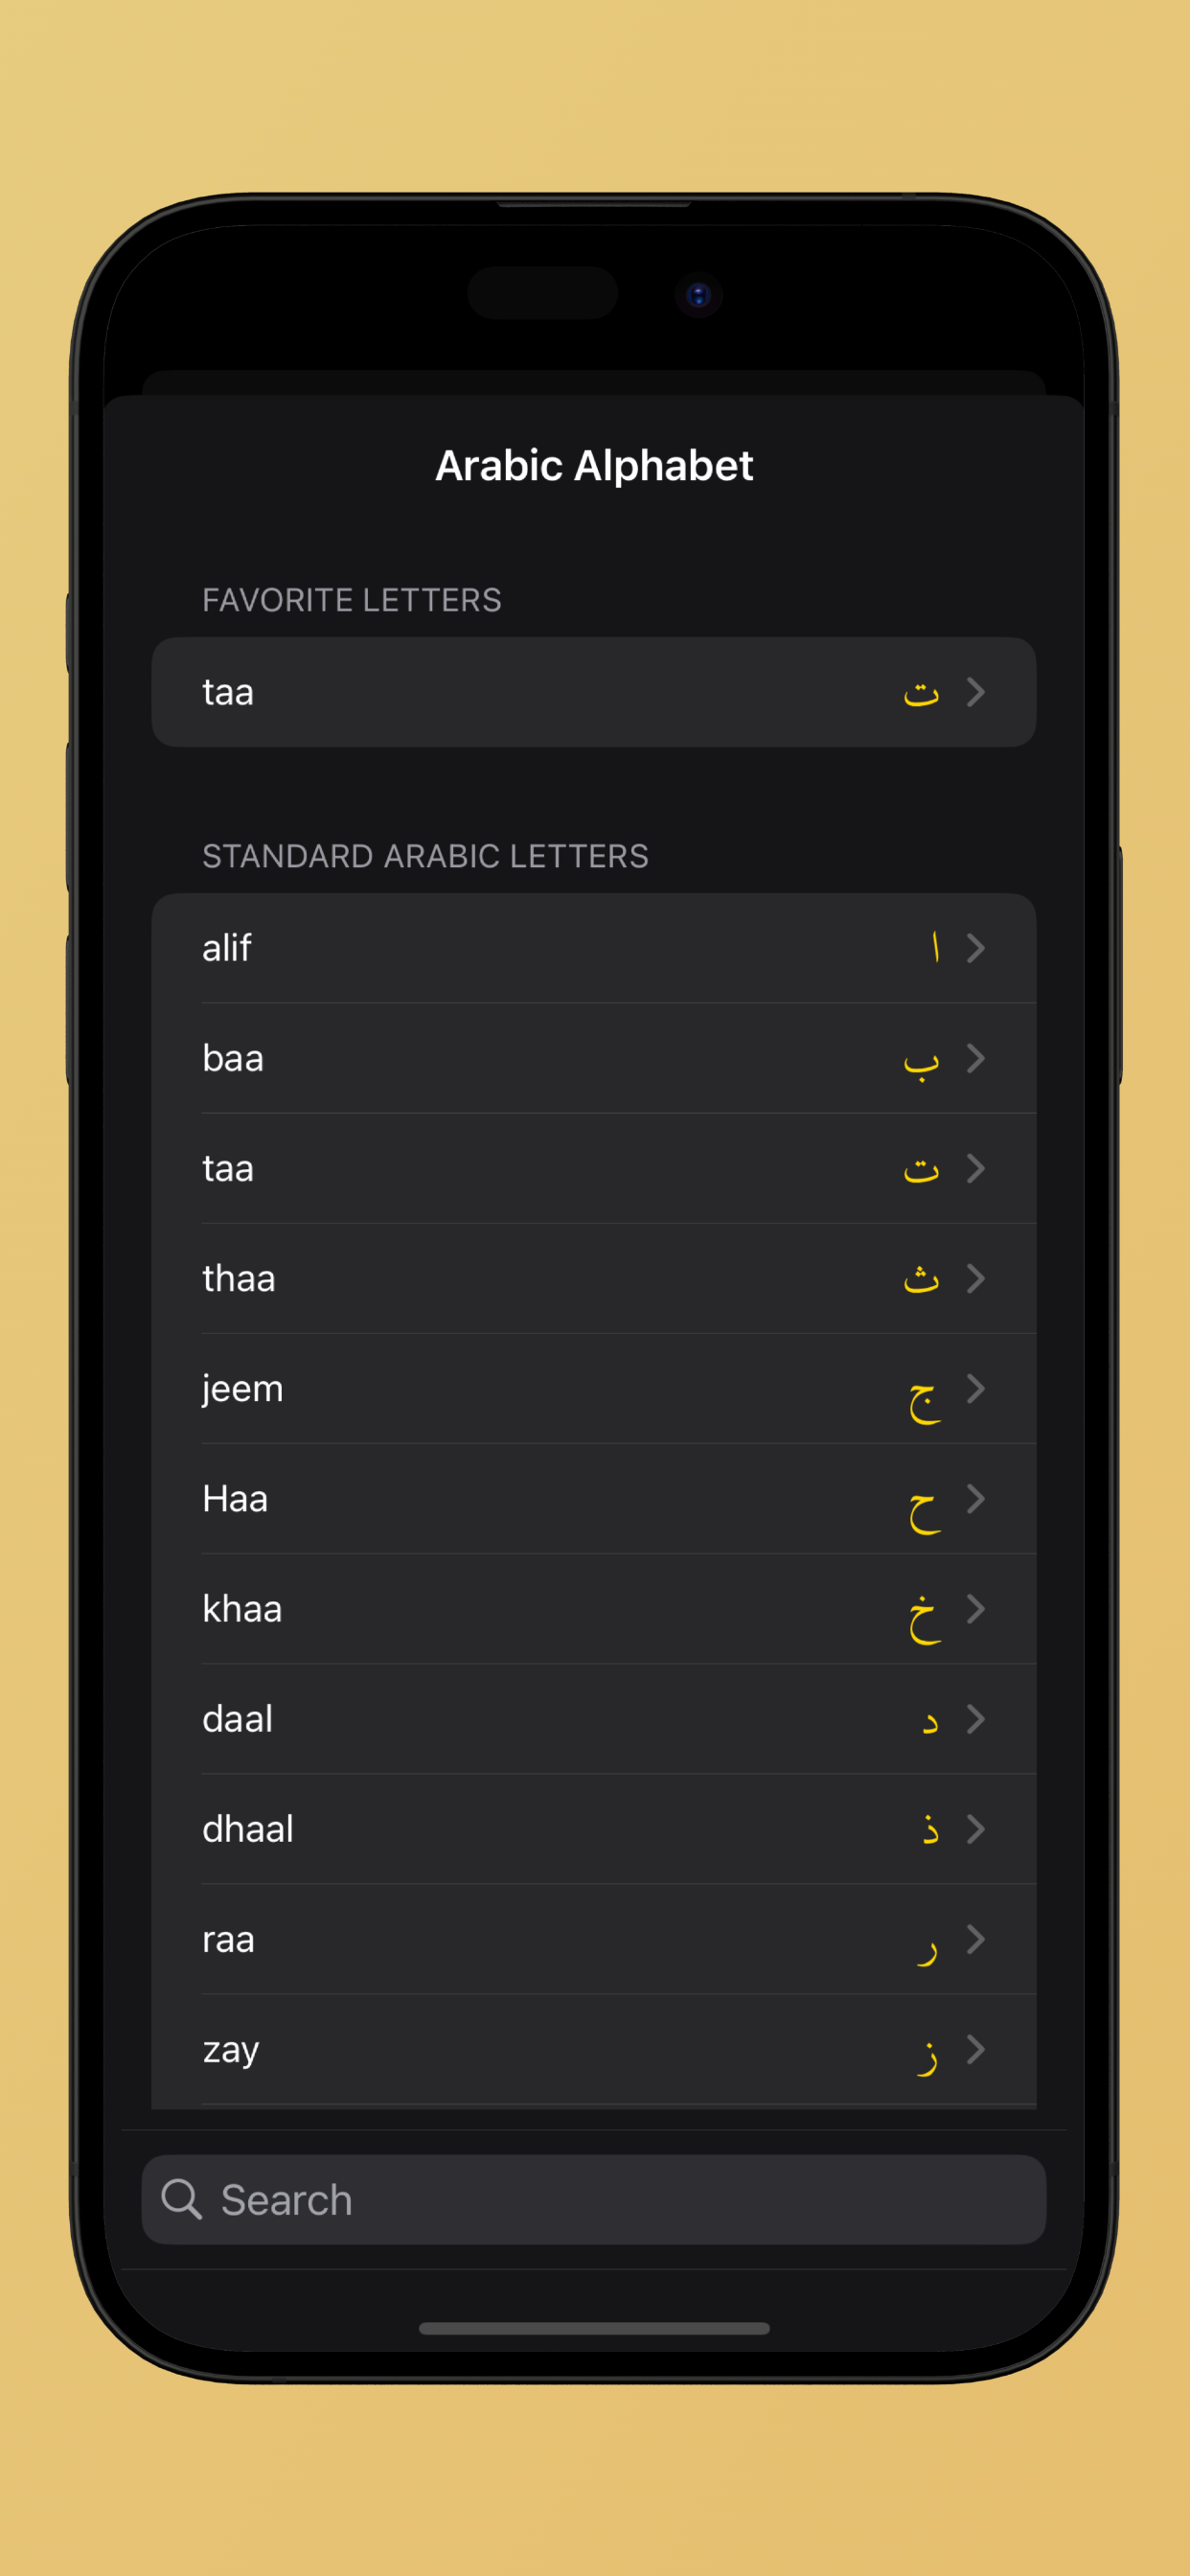 Arabic Alphabet
FAVORITE LETTERS
taa ت
STANDARD ARABIC LETTERS
alif ا
baa ب
taa ت
thaa ث
jeem ج
Haa ح
khaa خ
daal د
dhaal ذ
raa ر
zay ز
Search